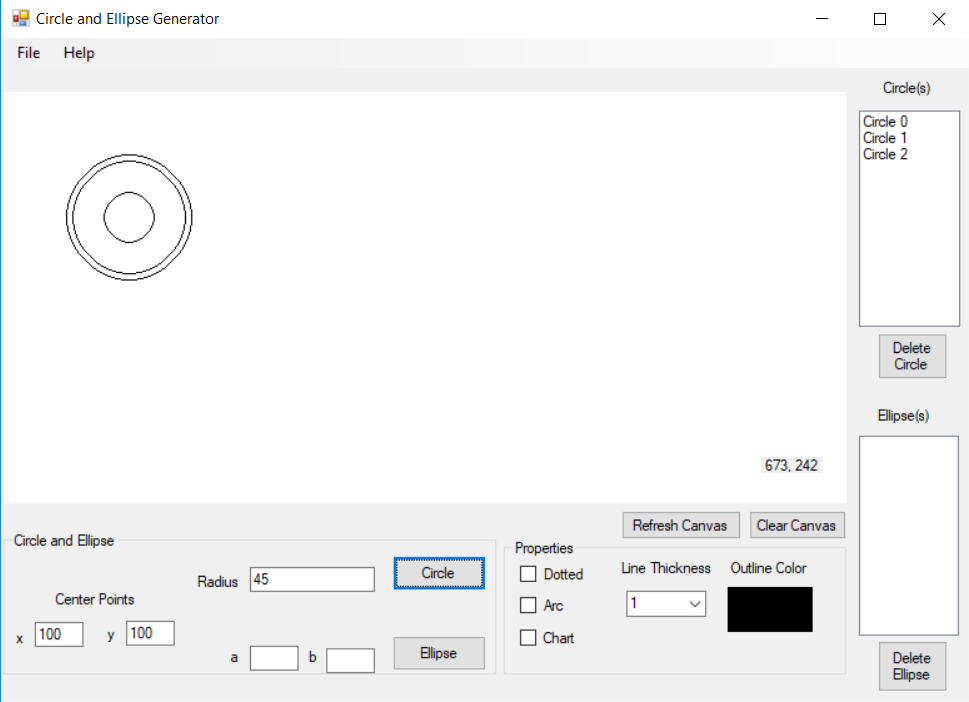 Circle and Ellipse Generator
File Help
Circle(s)
Circle 0
Circle 1
Circle 2
Delete
Circle
Ellipse(s)
673, 242
Refresh Canvas Clear Canvas
Circle and Ellipse
Radius 45 Circle
Center Points
x 100 y 100
a b Ellipse
Properties
Dotted Line Thickness Outline Color
Arc 1
Chart
Delete
Ellipse